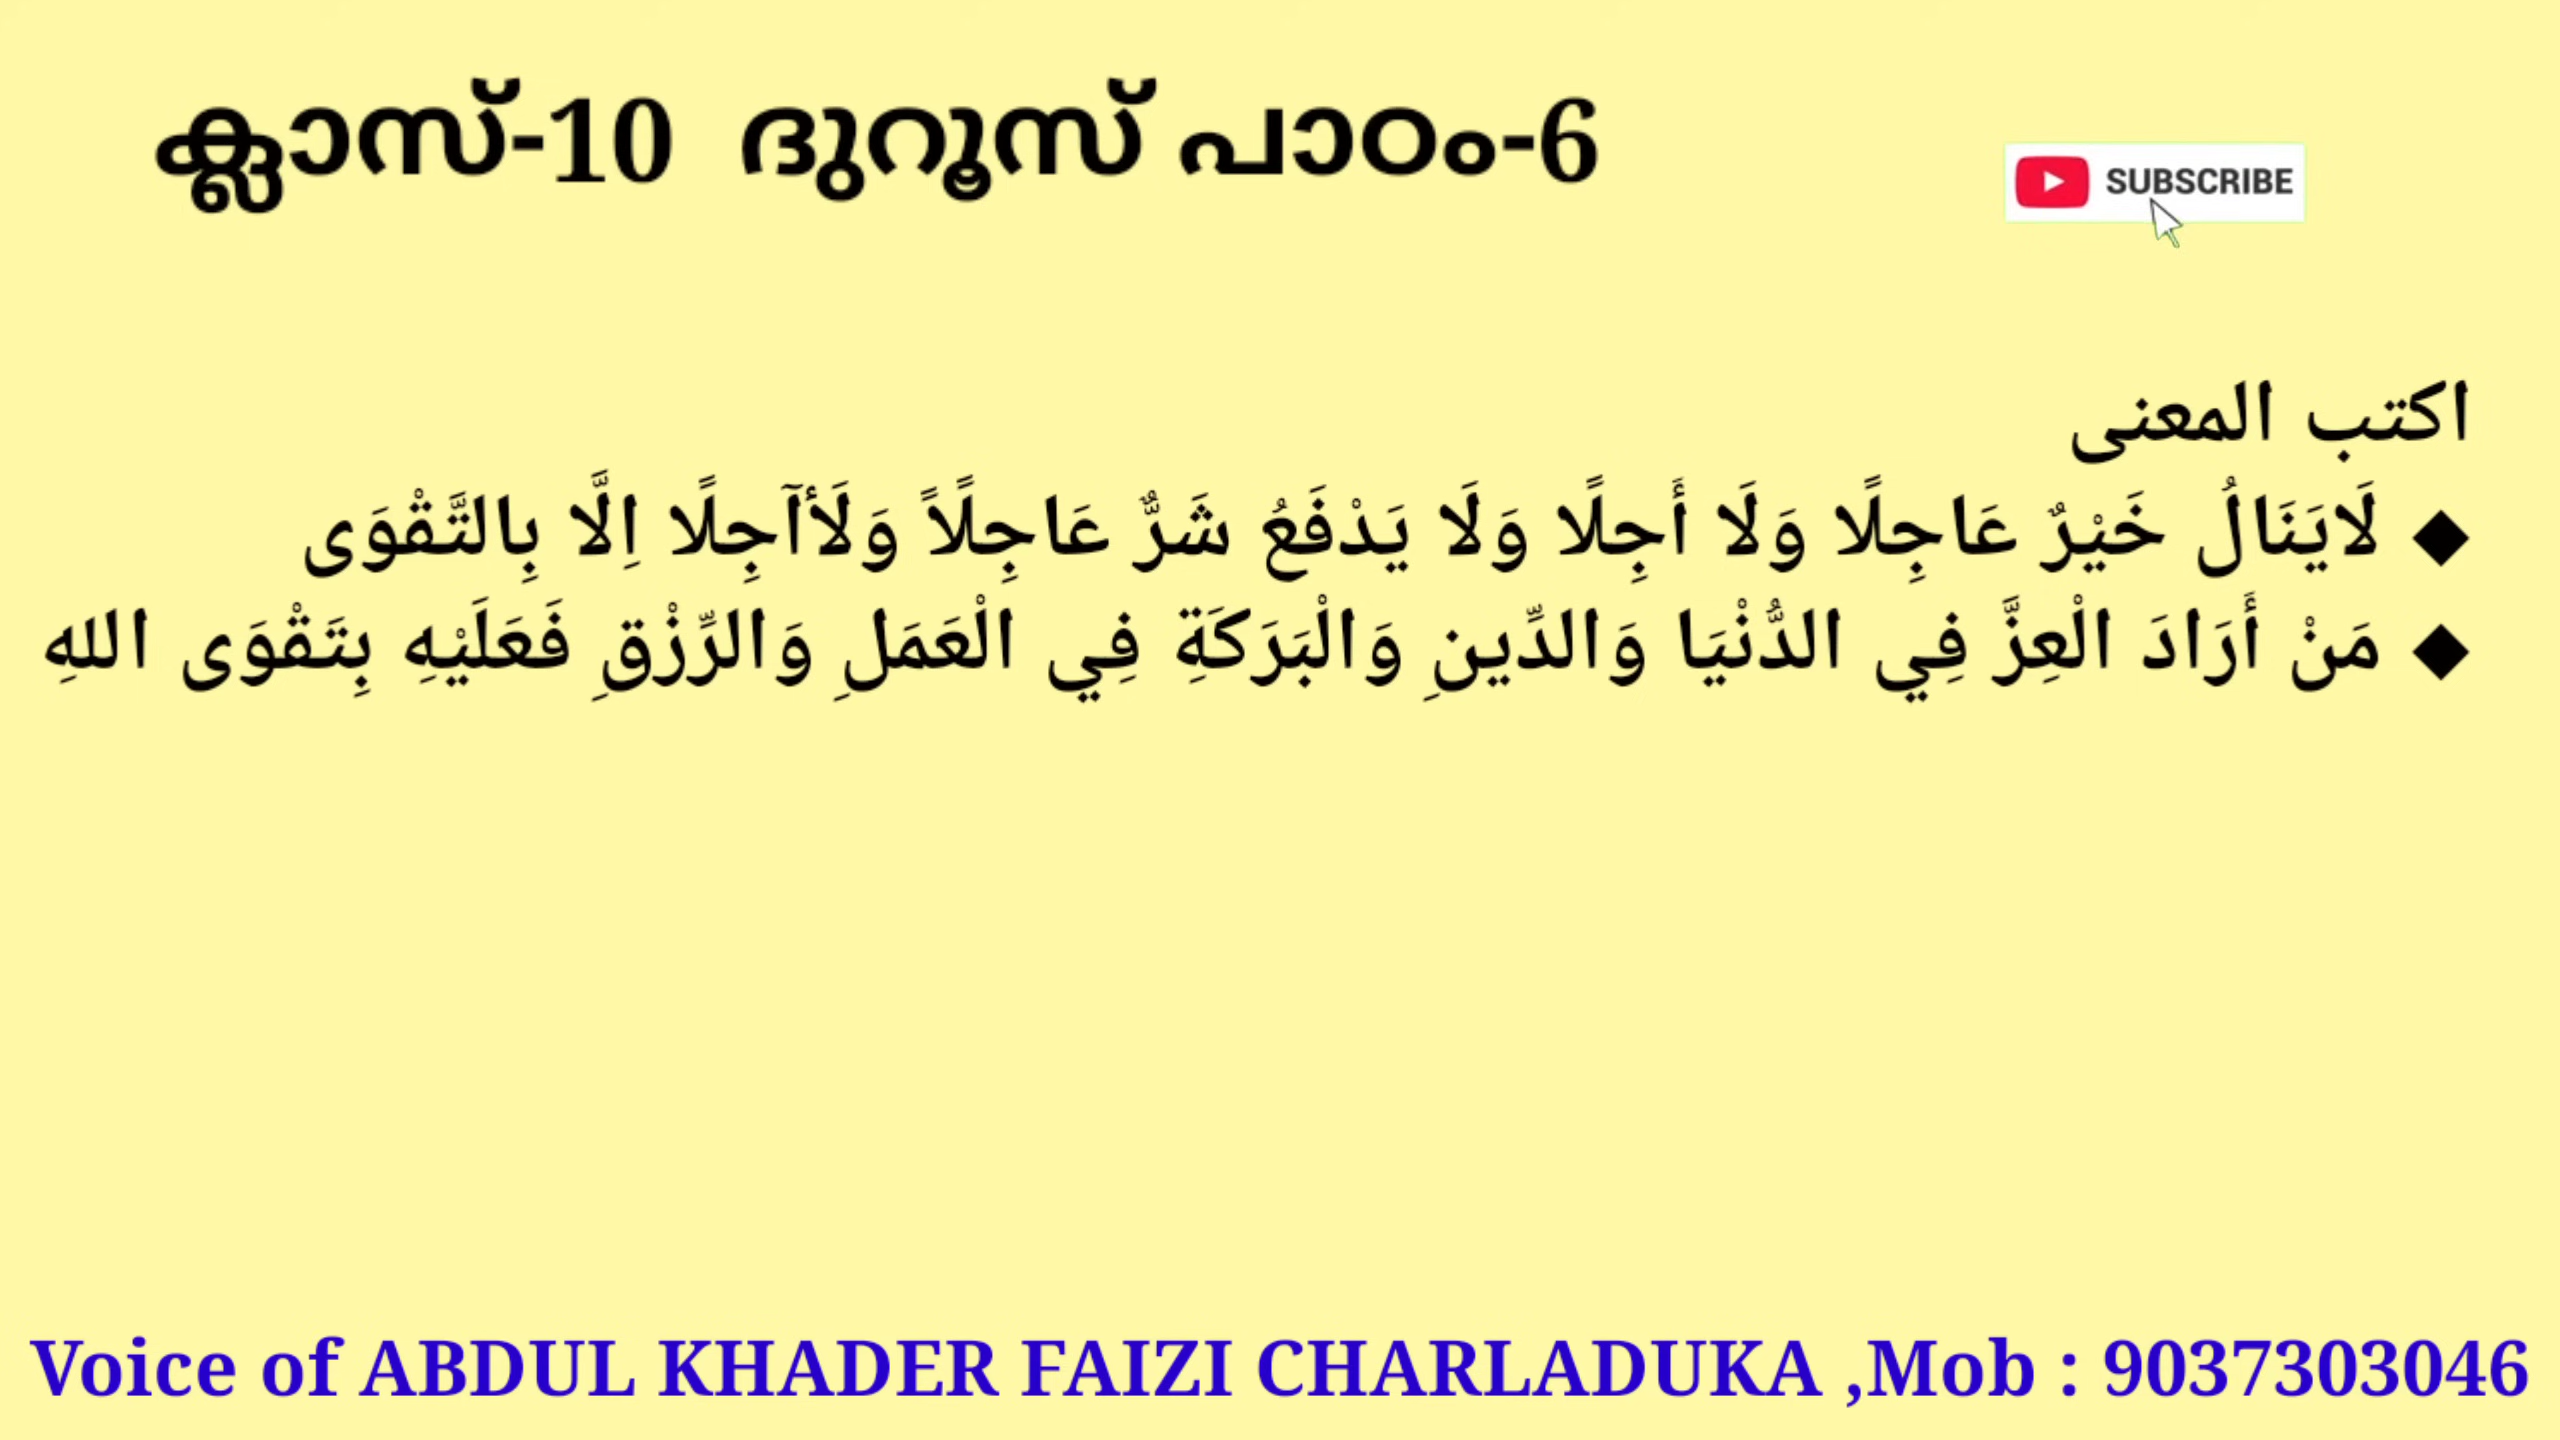 ക്ലാസ്-10 ദുറൂസ് പാഠം-6
SUBSCRIBE
اكتب المعنى
◆ لَايَنَالُ خَيْرٌ عَاجِلًا وَلَا أَجِلًا وَلَا يَدْفَعُ شَرٌّ عَاجِلًاً وَلَأآجِلًا اِلَّا بِالتَّقْوَى
◆ مَنْ أَرَادَ الْعِزَّ فِي الدُّنْيَا وَالدِّينِ وَالْبَرَكَةِ فِي الْعَمَلِ وَالرِّزْقِ فَعَلَيْهِ بِتَقْوَى اللهِ
Voice of ABDUL KHADER FAIZI CHARLADUKA ,Mob : 9037303046